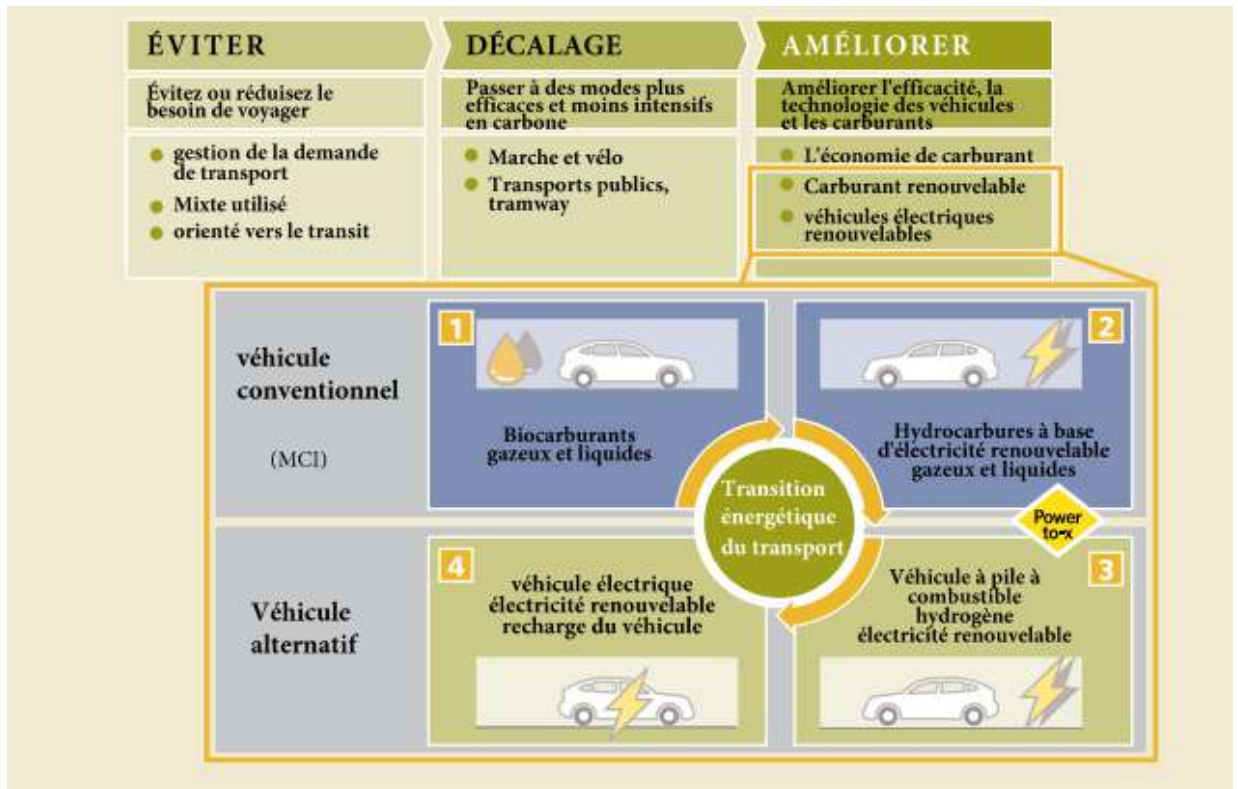 ÉVITER
DÉCALAGE
AMÉLIORER
Évitez ou réduisez le
besoin de voyager
Passer à des modes plus
efficaces et moins intensifs
en carbone
Améliorer l'efficacité, la
technologie des véhicules
et les carburants
gestion de la demande
de transport
Mixte utilisé
orienté vers le transit
Marche et vélo
Transports publics,
tramway
L'économie de carburant
Carburant renouvelable
véhicules électriques
renouvelables
véhicule
conventionnel
(MCI)
1
Biocarburants
gazeux et liquides
2
Hydrocarbures à base
d'électricité renouvelable
gazeux et liquides
Transition
énergétique
du transport
Power
to-x
Véhicule
alternatif
4
véhicule électrique
électricité renouvelable
recharge du véhicule
3
Véhicule à pile à
combustible
hydrogène
électricité renouvelable